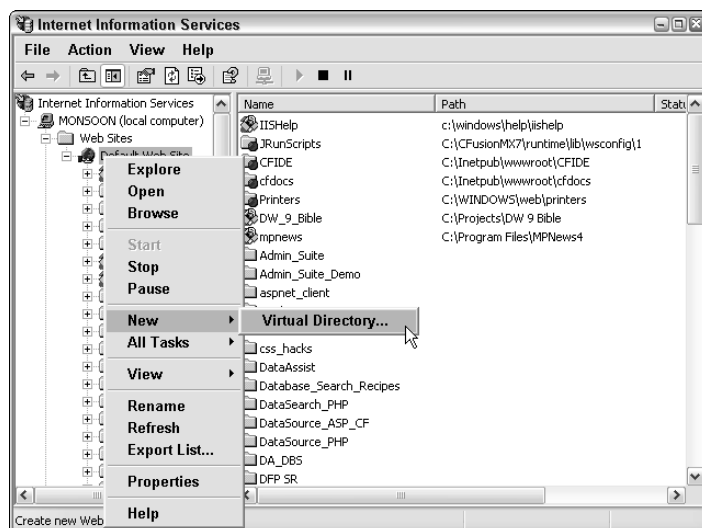 Internet Information Services
File Action View Help
Internet Information Services
MONSOON (local computer)
Web Sites
Default Web Site
Explore
Open
Browse
Start
Stop
Pause
New
All Tasks
View
Rename
Refresh
Export List...
Properties
Help
Virtual Directory...
Name Path
IISHelp c:\windows\help\iishelp
JRunScripts C:\CFusionMX7\runtime\lib\wsconfig\1
CFIDE C:\Inetpub\wwwroot\CFIDE
cfdocs C:\Inetpub\wwwroot\cfdocs
Printers C:\WINDOWS\web\printers
DW_9_Bible C:\Projects\DW 9 Bible
mpnews C:\Program Files\MPNews4
Admin_Suite
Admin_Suite_Demo
aspnet_client
css_hacks
DataAssist
Database_Search_Recipes
DataSearch_PHP
DataSource_ASP_CF
DataSource_PHP
DA_DBS
DFP SR
Create new Web